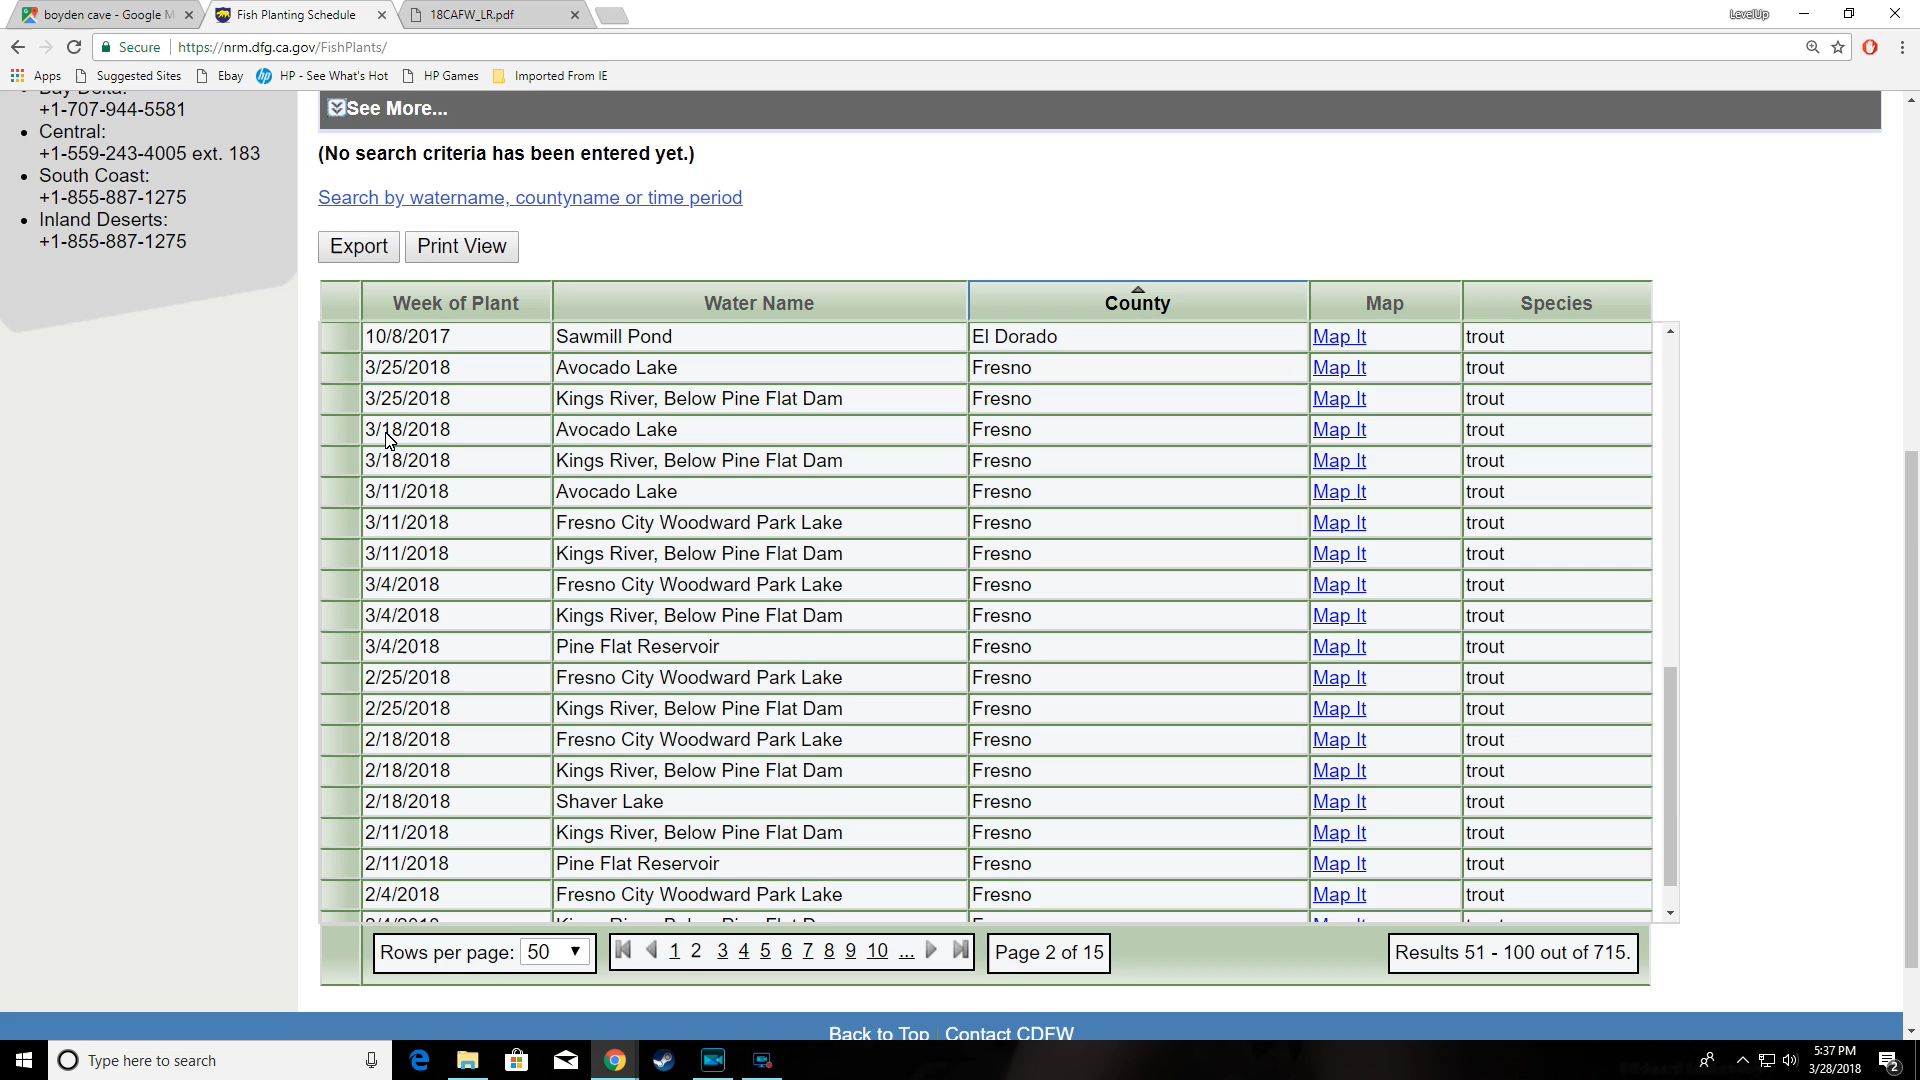 boyden cave - Google M
Fish Planting Schedule
18CAFW_LR.pdf
LevelUp
Secure
https://nrm.dfg.ca.gov/FishPlants/
Apps
Suggested Sites
Ebay
HP - See What's Hot
HP Games
Imported From IE
Bay Delta:
+1-707-944-5581
Central:
+1-559-243-4005 ext. 183
South Coast:
+1-855-887-1275
Inland Deserts:
+1-855-887-1275
See More...
(No search criteria has been entered yet.)
Search by watername, countyname or time period
Export Print View
Week of Plant Water Name County Map Species
10/8/2017 Sawmill Pond El Dorado Map It trout
3/25/2018 Avocado Lake Fresno Map It trout
3/25/2018 Kings River, Below Pine Flat Dam Fresno Map It trout
3/18/2018 Avocado Lake Fresno Map It trout
3/18/2018 Kings River, Below Pine Flat Dam Fresno Map It trout
3/11/2018 Avocado Lake Fresno Map It trout
3/11/2018 Fresno City Woodward Park Lake Fresno Map It trout
3/11/2018 Kings River, Below Pine Flat Dam Fresno Map It trout
3/4/2018 Fresno City Woodward Park Lake Fresno Map It trout
3/4/2018 Kings River, Below Pine Flat Dam Fresno Map It trout
3/4/2018 Pine Flat Reservoir Fresno Map It trout
2/25/2018 Fresno City Woodward Park Lake Fresno Map It trout
2/25/2018 Kings River, Below Pine Flat Dam Fresno Map It trout
2/18/2018 Fresno City Woodward Park Lake Fresno Map It trout
2/18/2018 Kings River, Below Pine Flat Dam Fresno Map It trout
2/18/2018 Shaver Lake Fresno Map It trout
2/11/2018 Kings River, Below Pine Flat Dam Fresno Map It trout
2/11/2018 Pine Flat Reservoir Fresno Map It trout
2/4/2018 Fresno City Woodward Park Lake Fresno Map It trout
Rows per page: 50 1 2 3 4 5 6 7 8 9 10 ... Page 2 of 15 Results 51 - 100 out of 715.
Back to Top | Contact CDFW
Type here to search
5:37 PM
3/28/2018
2